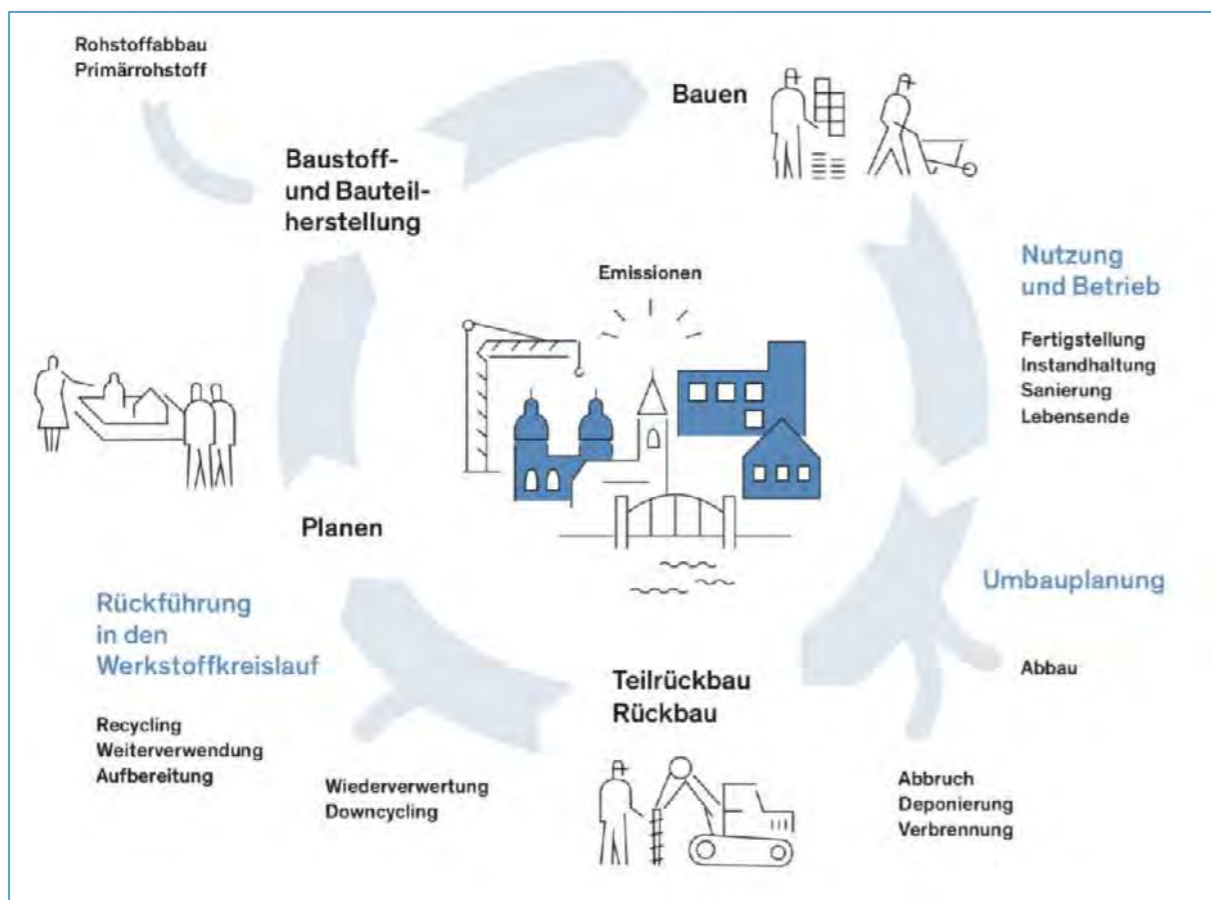 Rohstoffabbau
Primärrohstoff
Baustoff-
und Bauteil-
herstellung
Bauen
Nutzung
und Betrieb
Fertigstellung
Instandhaltung
Sanierung
Lebensende
Emissionen
Umbauplanung
Abbau
Abbruch
Deponierung
Verbrennung
Teilrückbau
Rückbau
Wiederverwertung
Downcycling
Rückführung
in den
Werkstoffkreislauf
Recycling
Weiterverwendung
Aufbereitung
Planen